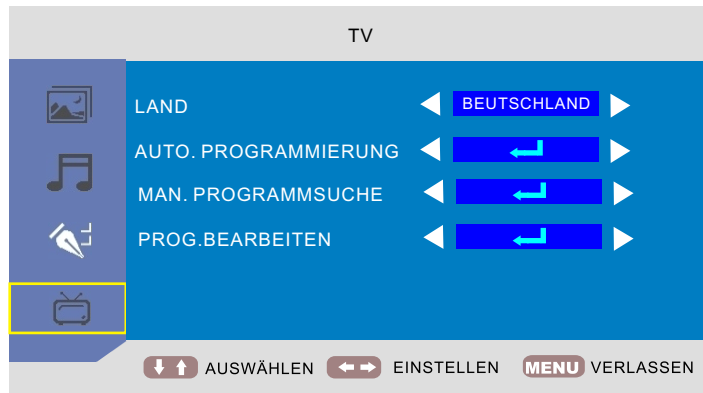 TV
LAND BEUTSCHLAND
AUTO. PROGRAMMIERUNG
MAN. PROGRAMMSUCHE
PROG.BEARBEITEN
AUSWÄHLEN EINSTELLEN MENU VERLASSEN